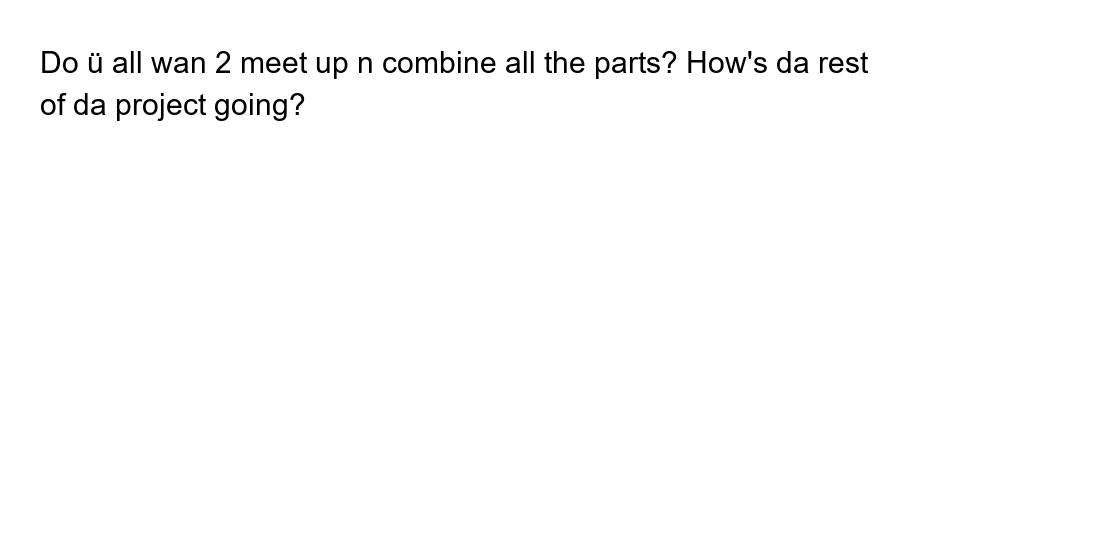 Do ü all wan 2 meet up n combine all the parts? How's da rest
of da project going?